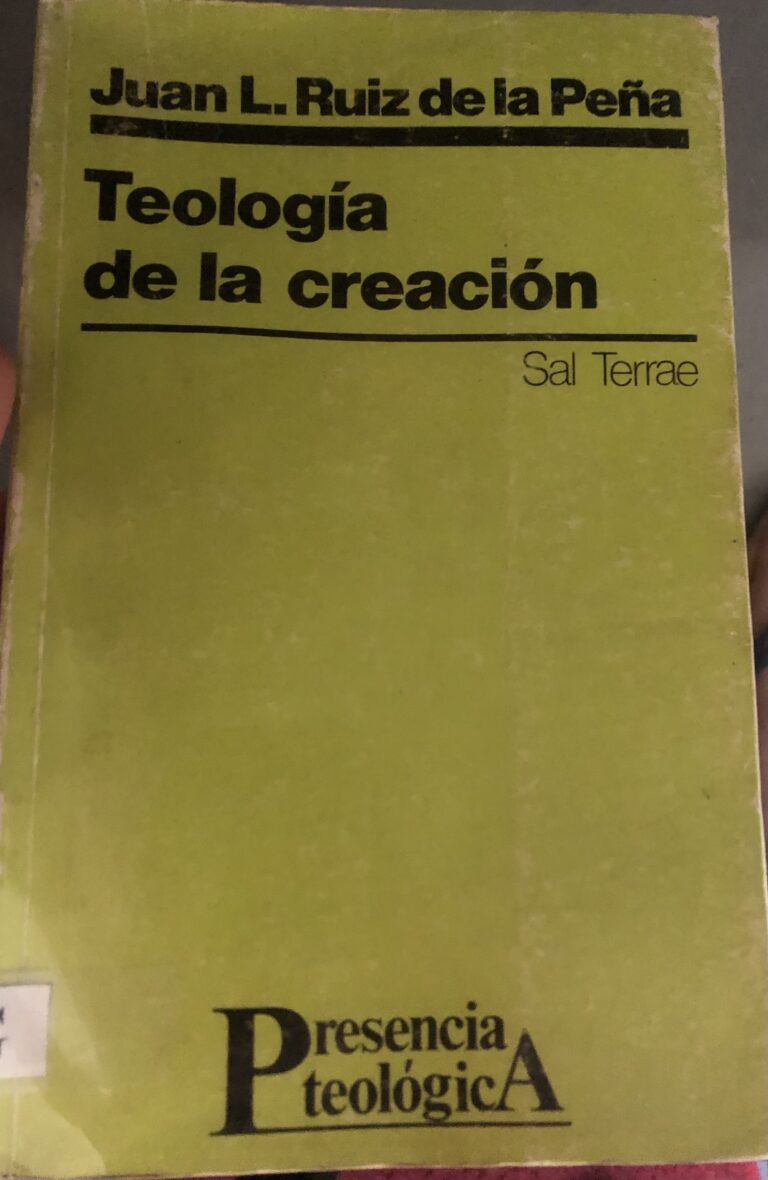 Juan L. Ruiz de la Peña
Teología
de la creación
Sal Terrae
Presencia
teológicA